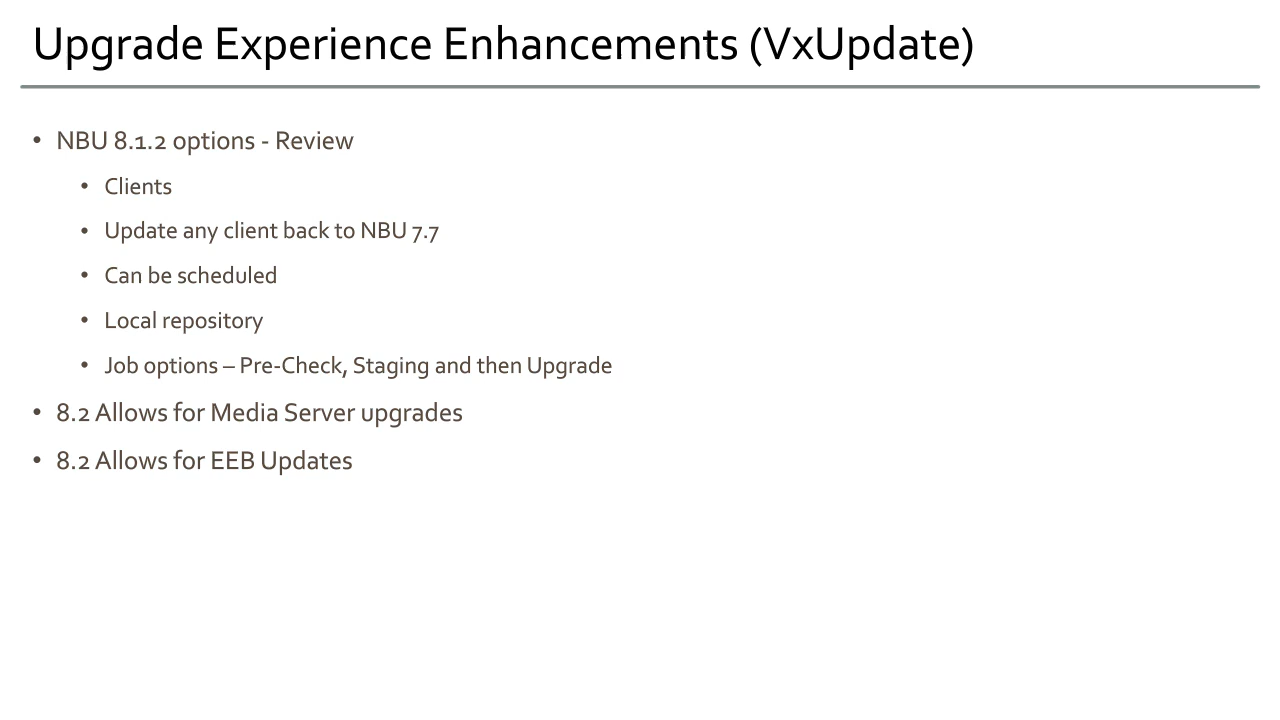 Upgrade Experience Enhancements (VxUpdate)
• NBU 8.1.2 options - Review
• Clients
• Update any client back to NBU 7.7
• Can be scheduled
• Local repository
• Job options – Pre-Check, Staging and then Upgrade
• 8.2 Allows for Media Server upgrades
• 8.2 Allows for EEB Updates